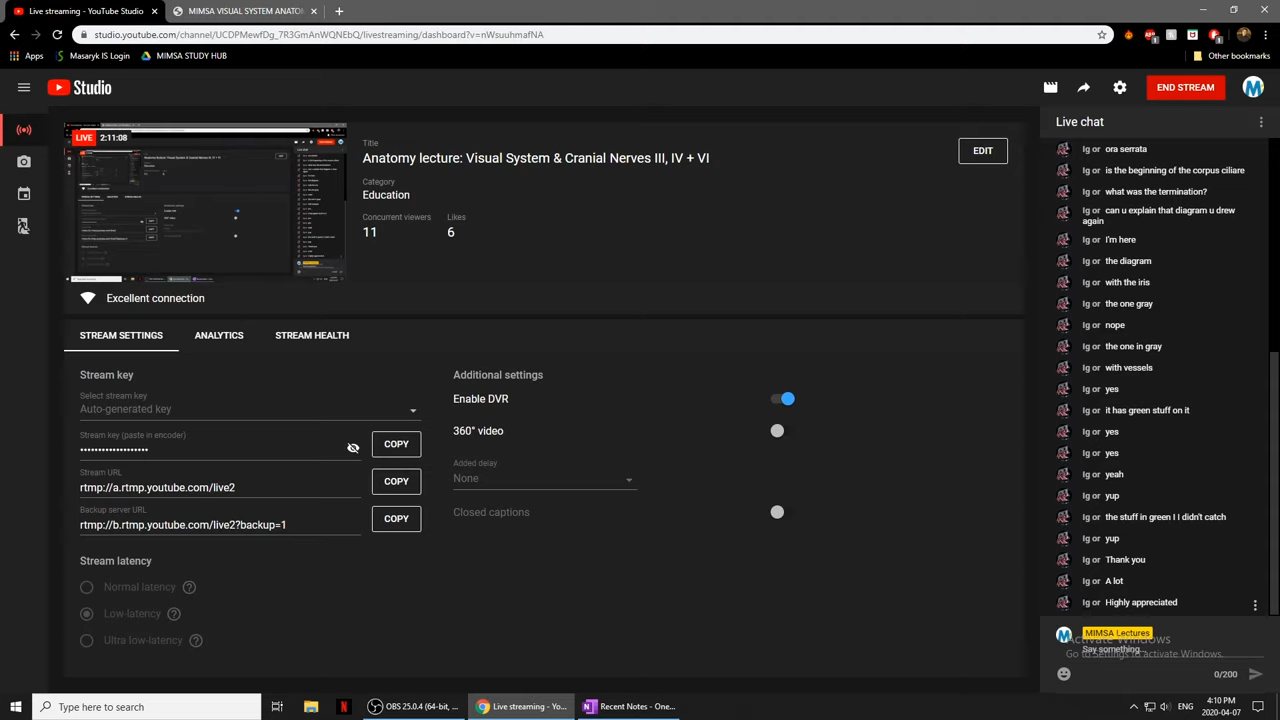 Live streaming - YouTube Studio
MIMSA VISUAL SYSTEM ANATO
studio.youtube.com/channel/UCDPMewfDg_7R3GmAnWQNEbQ/livestreaming/dashboard?v=nWsuuhmafNA
Apps
Masaryk IS Login
MIMSA STUDY HUB
Other bookmarks
Studio
END STREAM
LIVE 2:11:08
Title
Anatomy lecture: Visual System & Cranial Nerves III, IV + VI
EDIT
Category
Education
Concurrent viewers
Likes
11
6
Excellent connection
STREAM SETTINGS
ANALYTICS
STREAM HEALTH
Stream key
Select stream key
Auto-generated key
Stream key (paste in encoder)
••••••••••••••••••
COPY
Stream URL
rtmp://a.rtmp.youtube.com/live2
COPY
Backup server URL
rtmp://b.rtmp.youtube.com/live2?backup=1
COPY
Stream latency
Normal latency
Low-latency
Ultra low-latency
Additional settings
Enable DVR
360° video
Added delay
None
Closed captions
Live chat
Ig or ora serrata
Ig or is the beginning of the corpus ciliare
Ig or what was the termination?
Ig or can u explain that diagram u drew
again
Ig or I'm here
Ig or the diagram
Ig or with the iris
Ig or the one gray
Ig or nope
Ig or the one in gray
Ig or with vessels
Ig or yes
Ig or it has green stuff on it
Ig or yes
Ig or yes
Ig or yeah
Ig or yup
Ig or the stuff in green I I didn't catch
Ig or yup
Ig or Thank you
Ig or A lot
Ig or Highly appreciated
MIMSA Lectures
Say something...
Activate Windows
Go to Settings to activate Windows.
0/200
Type here to search
OBS 25.0.4 (64-bit, ...
Live streaming - Yo...
Recent Notes - One...
ENG
4:10 PM
2020-04-07